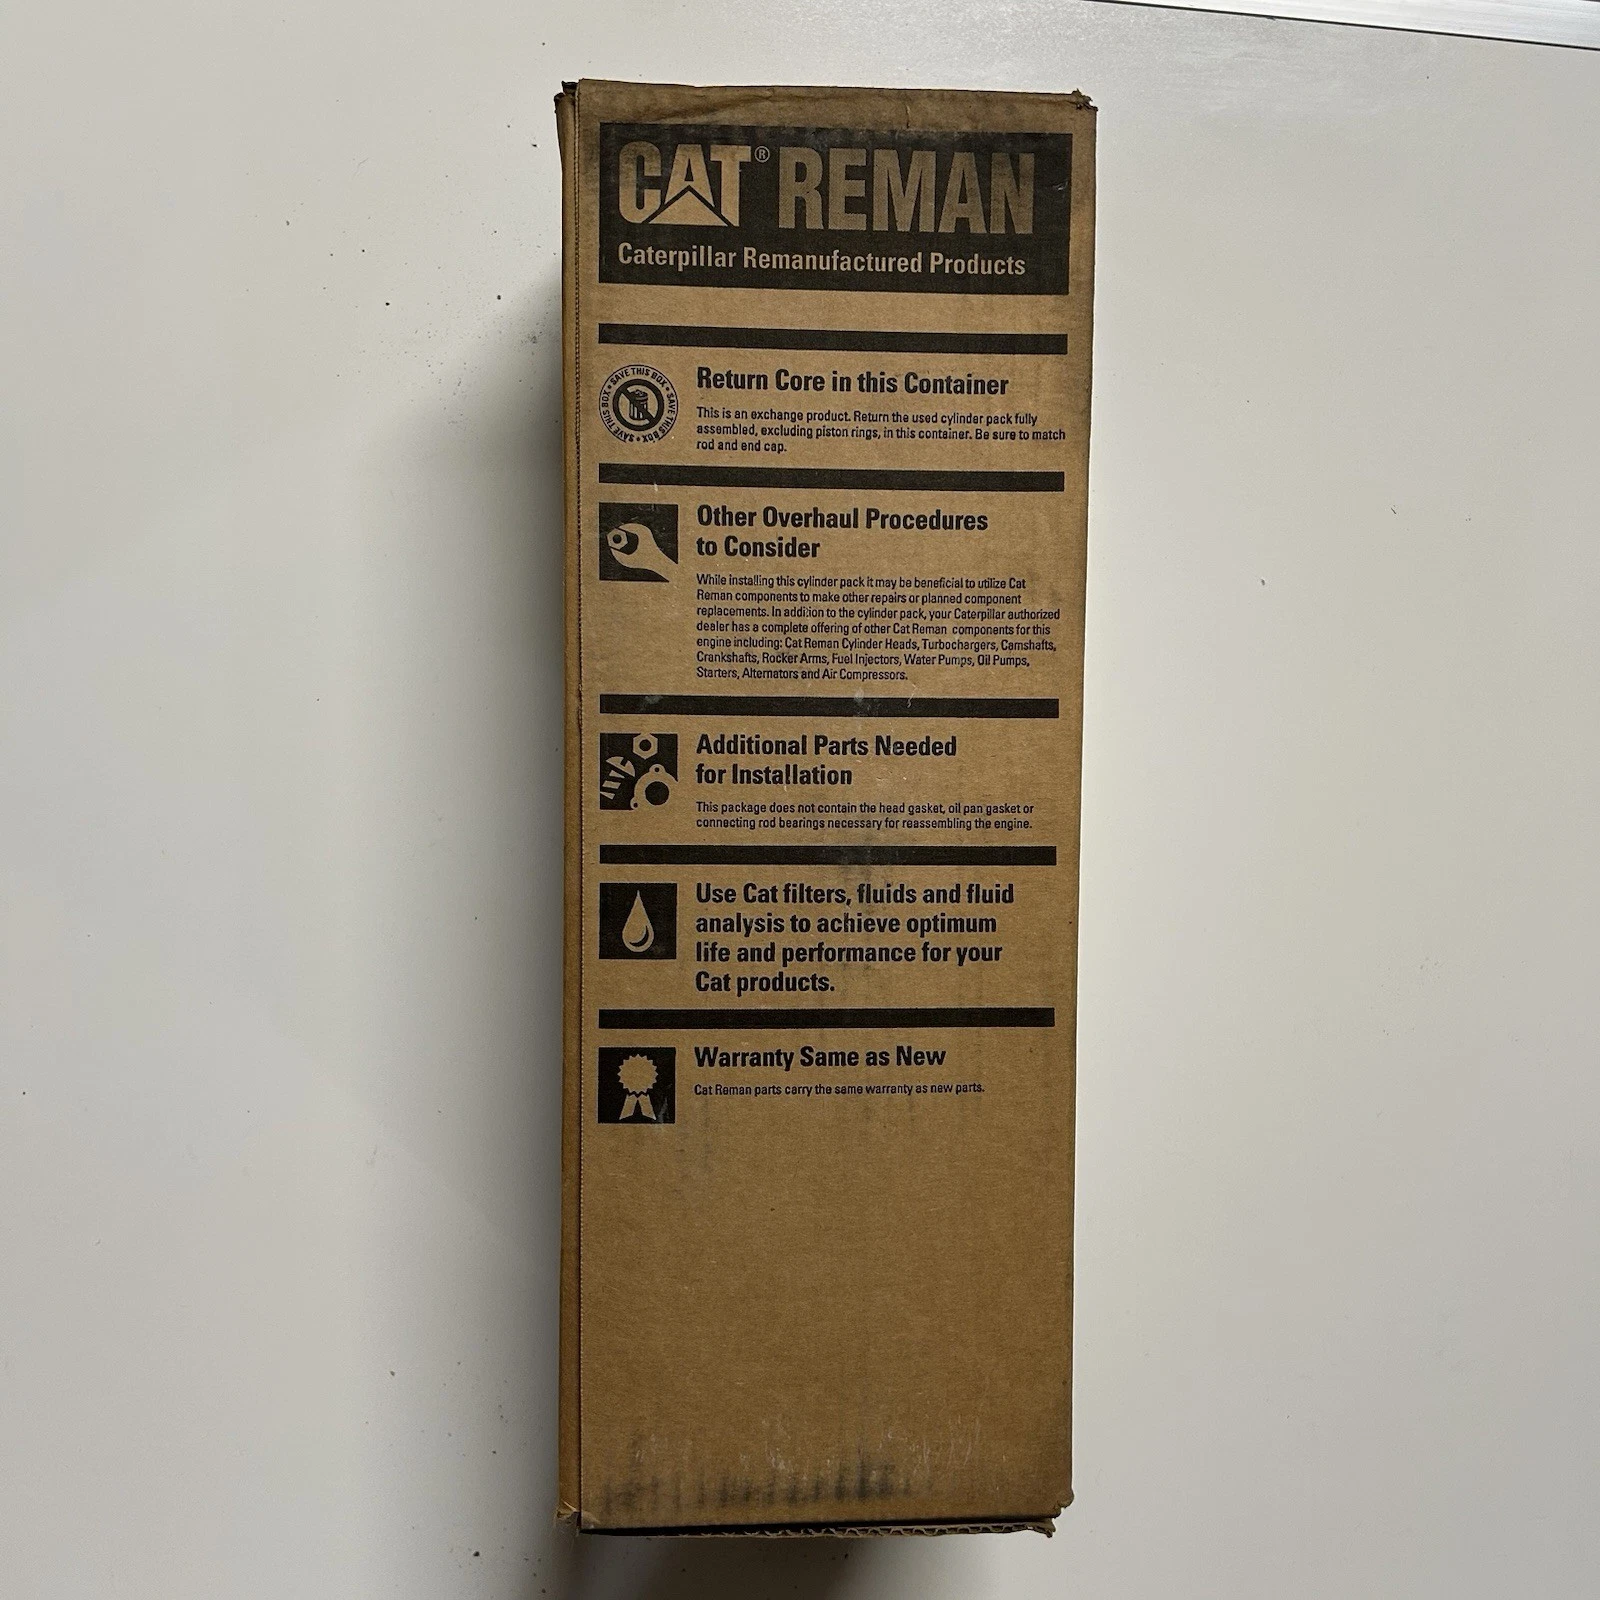 CAT® REMAN
Caterpillar Remanufactured Products
SAVE THIS BOX • SAVE THIS BOX • SAVE THIS BOX •
Return Core in this Container
This is an exchange product. Return the used cylinder pack fully
assembled, excluding piston rings, in this container. Be sure to match
rod and end cap.
Other Overhaul Procedures
to Consider
While installing this cylinder pack it may be beneficial to utilize Cat
Reman components to make other repairs or planned component
replacements. In addition to the cylinder pack, your Caterpillar authorized
dealer has a complete offering of other Cat Reman components for this
engine including: Cat Reman Cylinder Heads, Turbochargers, Camshafts,
Crankshafts, Rocker Arms, Fuel Injectors, Water Pumps, Oil Pumps,
Starters, Alternators and Air Compressors.
Additional Parts Needed
for Installation
This package does not contain the head gasket, oil pan gasket or
connecting rod bearings necessary for reassembling the engine.
Use Cat filters, fluids and fluid
analysis to achieve optimum
life and performance for your
Cat products.
Warranty Same as New
Cat Reman parts carry the same warranty as new parts.